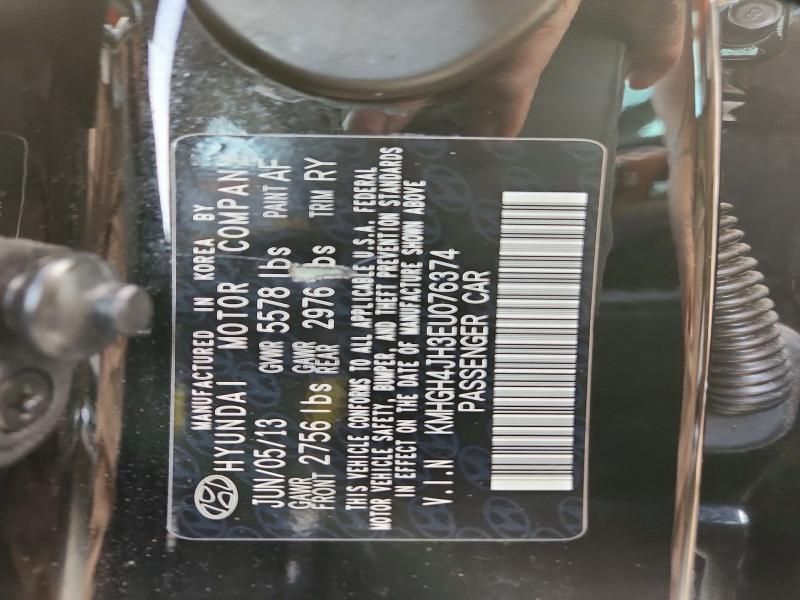 MANUFACTURED IN KOREA BY
HYUNDAI MOTOR COMPANY
JUN/05/13 GVWR 5578 lbs PAINT AF
GAWR FRONT 2756 lbs GAWR REAR 2976 lbs TRIM RY
THIS VEHICLE CONFORMS TO ALL APPLICABLE U.S.A. FEDERAL
MOTOR VEHICLE SAFETY, BUMPER, AND THEFT PREVENTION STANDARDS
IN EFFECT ON THE DATE OF MANUFACTURE SHOWN ABOVE
V.I.N KMHGH4JH3EU076374
PASSENGER CAR